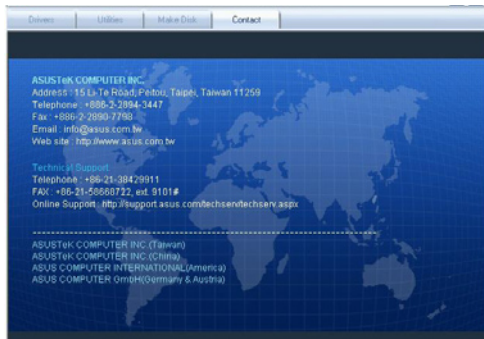 Drivers Utilities Make Disk Contact
ASUSTeK COMPUTER INC.
Address : 15 Li-Te Road, Peitou, Taipei, Taiwan 11259
Telephone : +886-2-2894-3447
Fax : +886-2-2890-7798
Email : info@asus.com.tw
Web site : http://www.asus.com.tw
Technical Support:
Telephone : +86-21-38429911
FAX : +86-21-58668722, ext. 9101#
Online Support : http://support.asus.com/techserv/techserv.aspx
ASUSTeK COMPUTER INC.(Taiwan)
ASUSTeK COMPUTER INC.(China)
ASUS COMPUTER INTERNATIONAL(America)
ASUS COMPUTER GmbH(Germany & Austria)